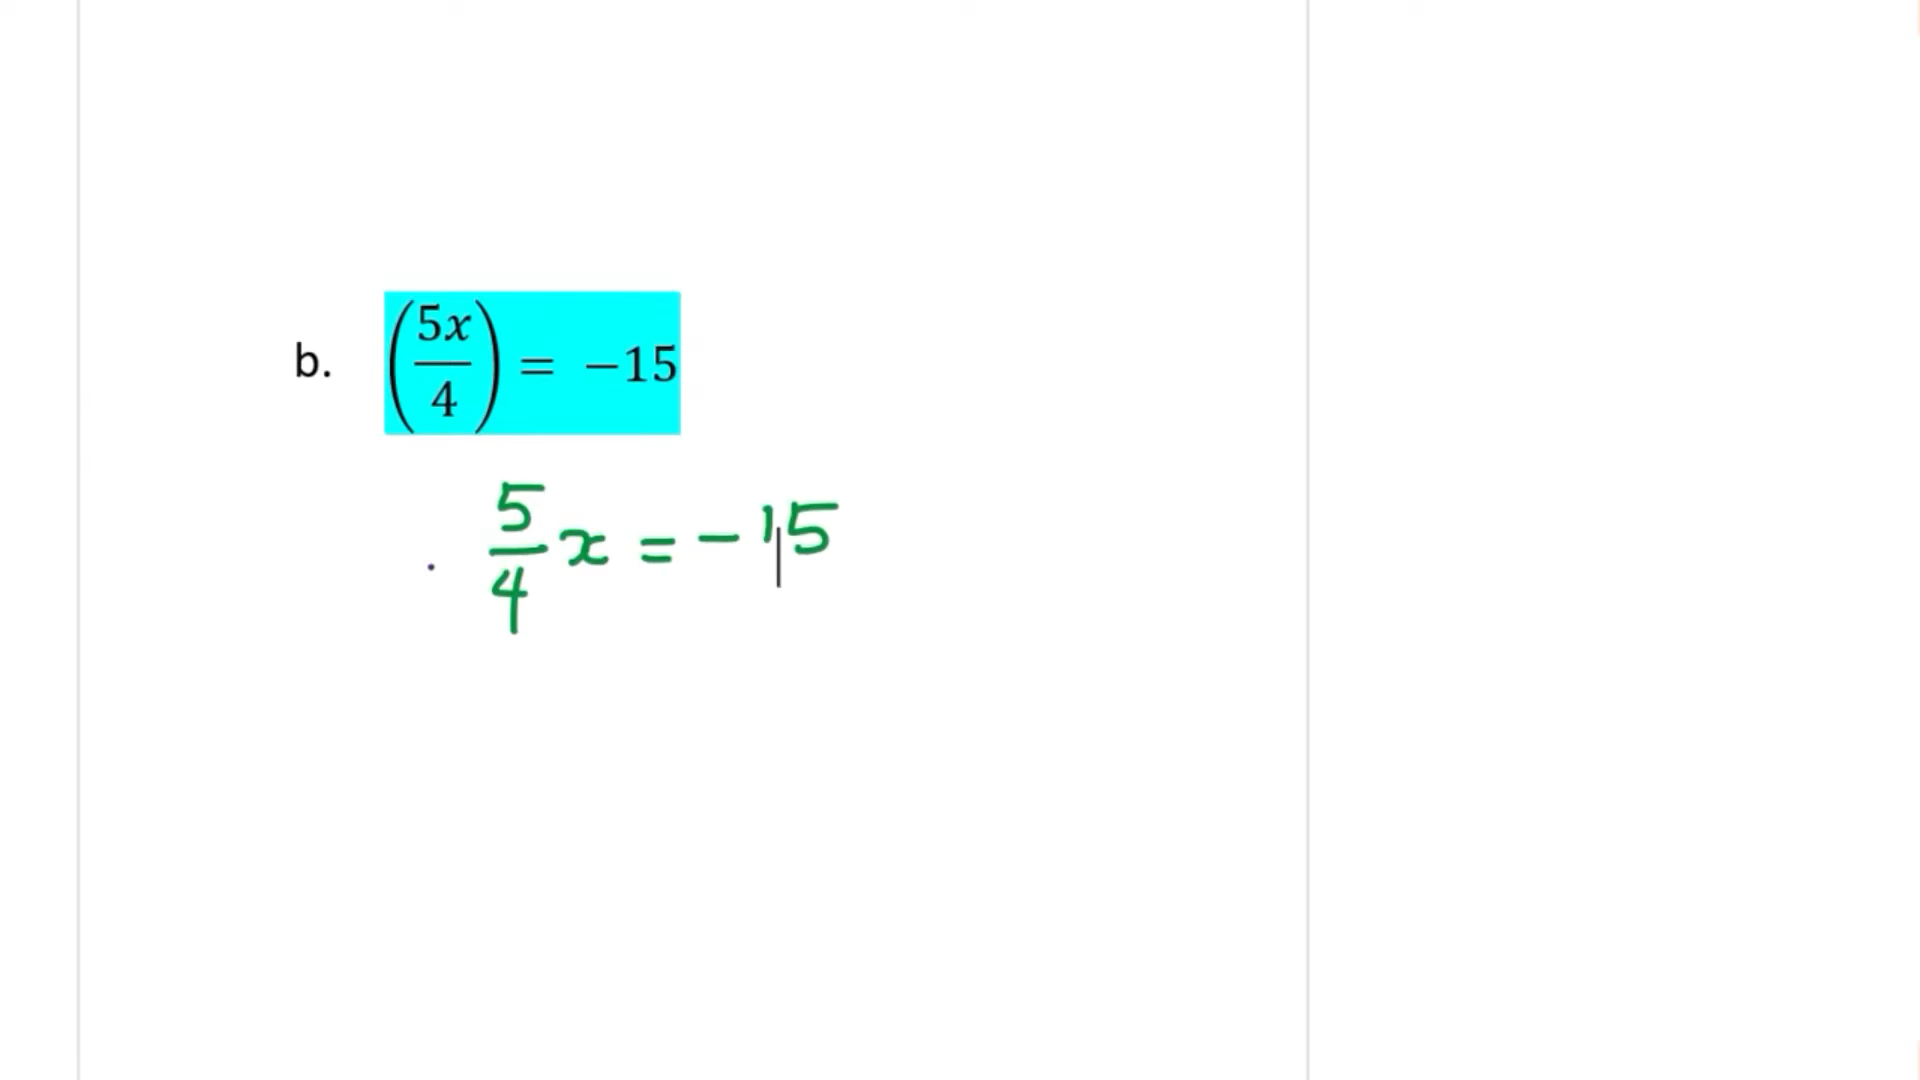 b. (5x/4) = −15
5/4 x = −15